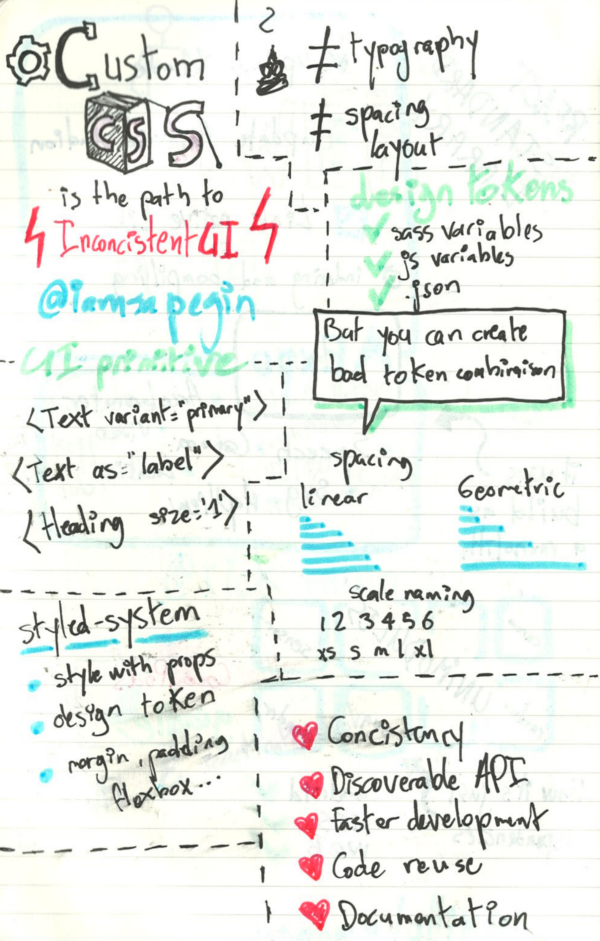 Custom
CSS
is the path to
Inconcistent UI
@iamsapegin
≠ typography
≠ spacing
layout
design tokens
✓ sass variables
✓ js variables
✓ .json
But you can create
bad token combinaison
UI primitive
<Text variant="primary">
<Text as="label">
<Heading size='1'>
spacing
linear
Geometric
scale naming
1 2 3 4 5 6
xs s m l xl
styled-system
style with props
design token
margin, padding
flexbox...
Concistency
Discoverable API
Faster development
Code reuse
Documentation